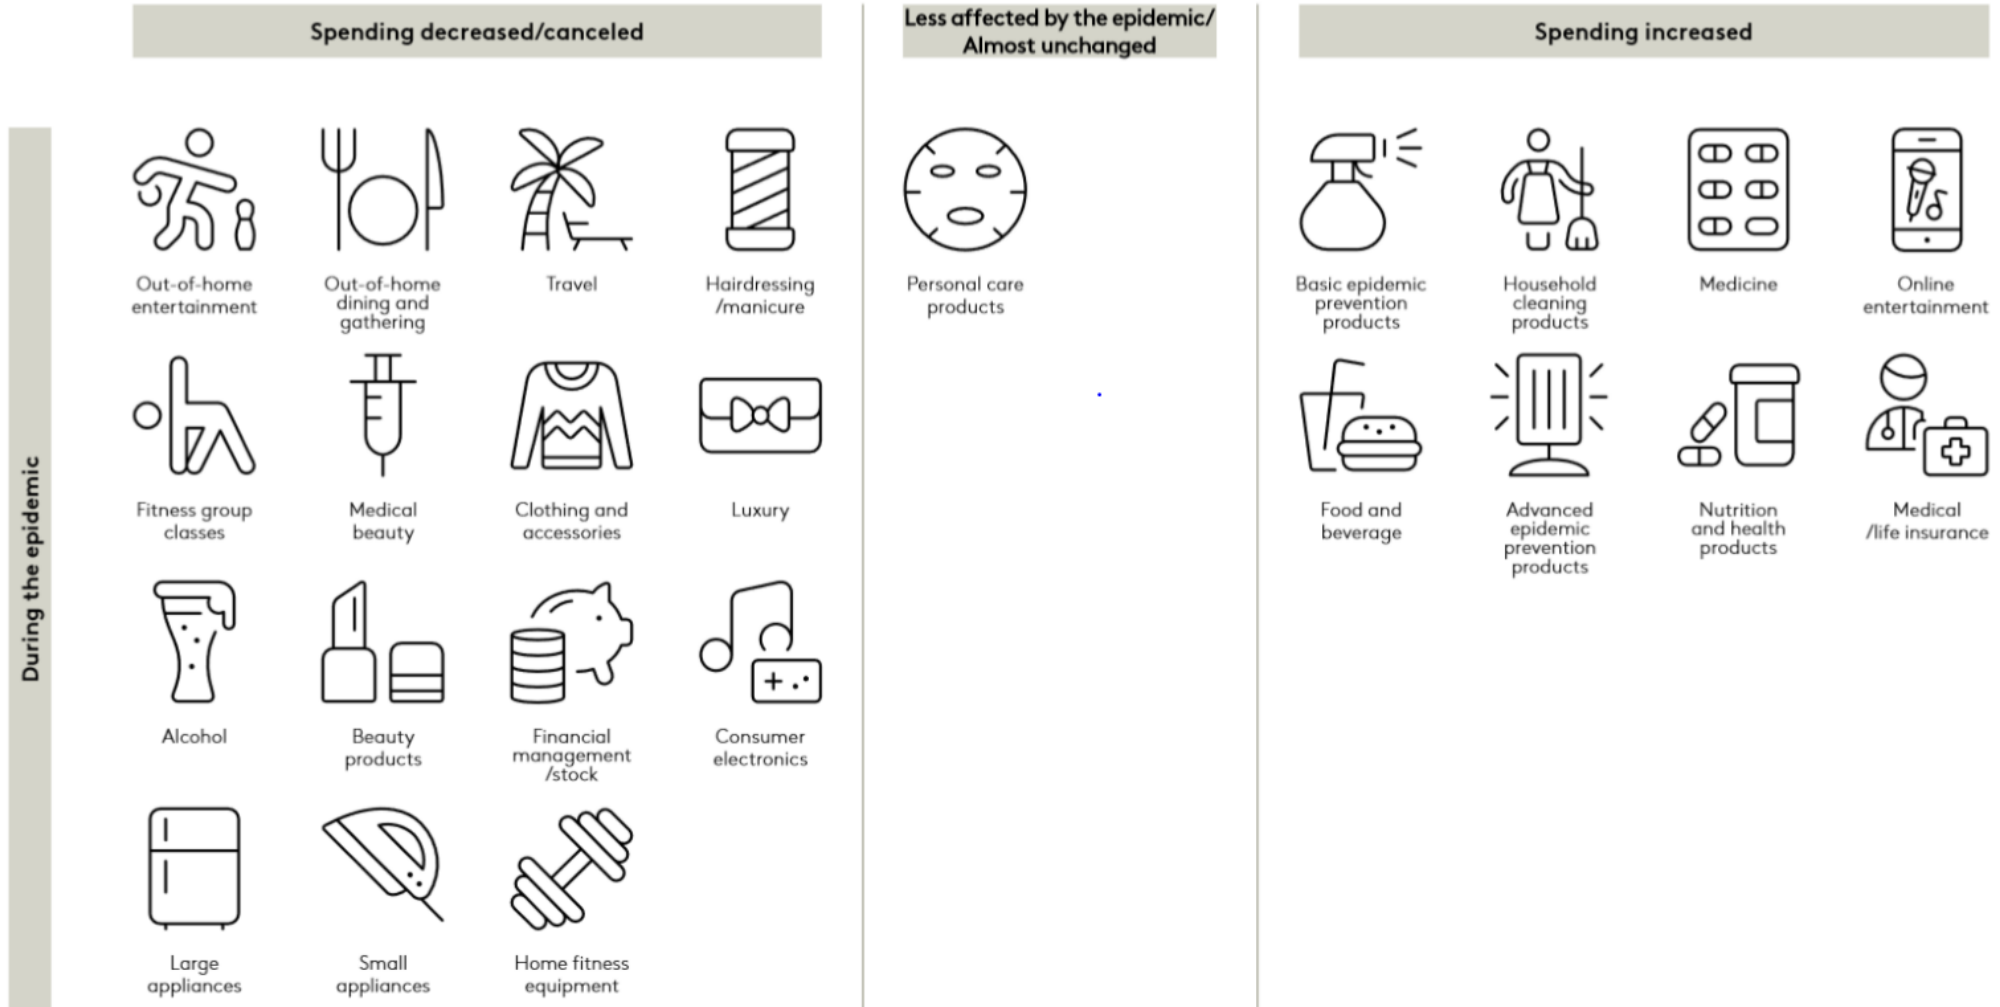 Spending decreased/canceled
Less affected by the epidemic/
Almost unchanged
Spending increased
During the epidemic
Out-of-home
entertainment
Out-of-home
dining and
gathering
Travel
Hairdressing
/manicure
Personal care
products
Basic epidemic
prevention
products
Household
cleaning
products
Medicine
Online
entertainment
Fitness group
classes
Medical
beauty
Clothing and
accessories
Luxury
Food and
beverage
Advanced
epidemic
prevention
products
Nutrition
and health
products
Medical
/life insurance
Alcohol
Beauty
products
Financial
management
/stock
Consumer
electronics
Large
appliances
Small
appliances
Home fitness
equipment